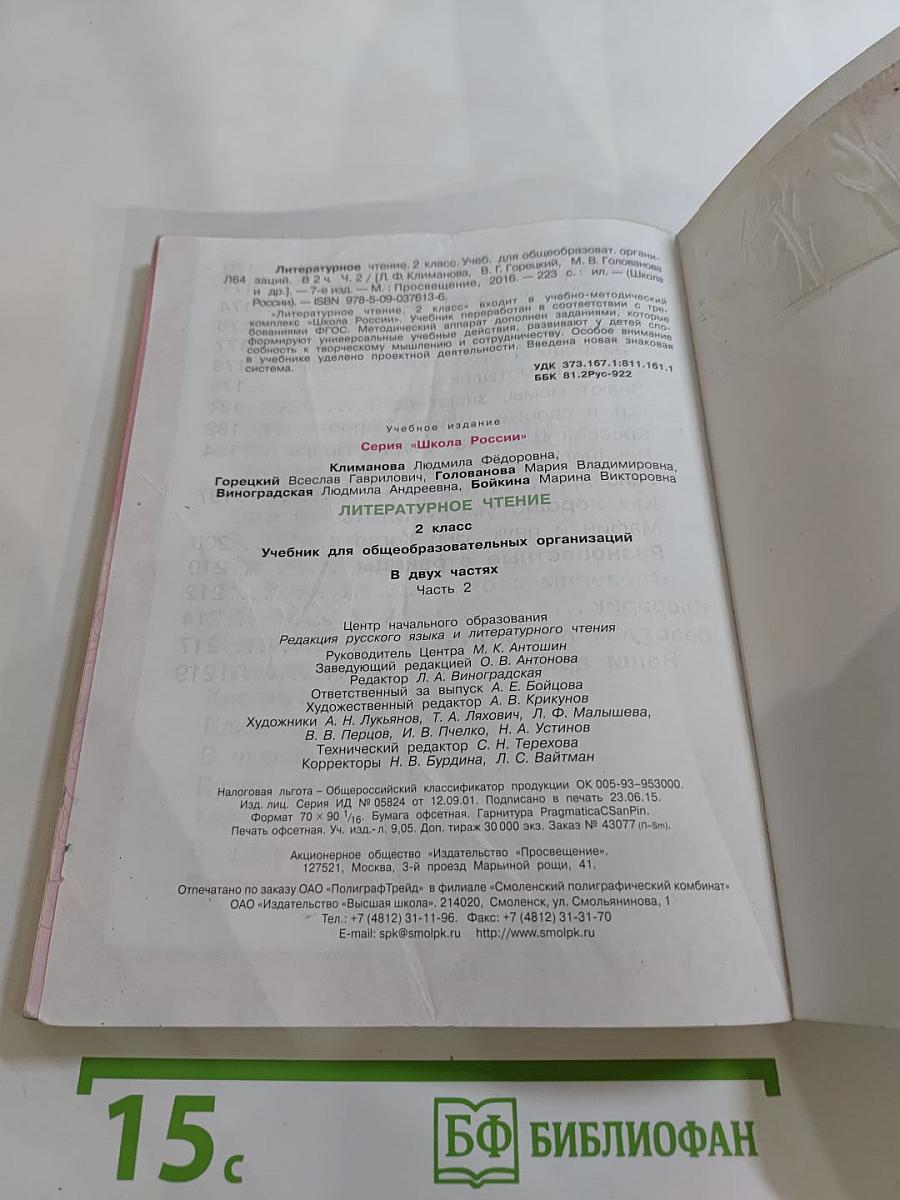 Литературное чтение. 2 класс. Учеб. для общеобразоват. органи-
Л64 заций. В 2 ч. Ч. 2 / [Л. Ф. Климанова, В. Г. Горецкий, М. В. Голованова
и др.]. — 7-е изд. — М. : Просвещение, 2016. — 223 с. : ил. — (Школа
России). — ISBN 978-5-09-037613-6.
«Литературное чтение. 2 класс» входит в учебно-методический
комплекс «Школа России». Учебник переработан в соответствии с тре-
бованиями ФГОС. Методический аппарат дополнен заданиями, которые
формируют универсальные учебные действия, развивают у детей спо-
собность к творческому мышлению и сотрудничеству. Особое внимание
в учебнике уделено проектной деятельности. Введена новая знаковая
система.
УДК 373.167.1:811.161.1
ББК 81.2Рус-922
Учебное издание
Серия «Школа России»
Климанова Людмила Фёдоровна,
Горецкий Всеслав Гаврилович, Голованова Мария Владимировна,
Виноградская Людмила Андреевна, Бойкина Марина Викторовна
ЛИТЕРАТУРНОЕ ЧТЕНИЕ
2 класс
Учебник для общеобразовательных организаций
В двух частях
Часть 2
Центр начального образования
Редакция русского языка и литературного чтения
Руководитель Центра М. К. Антошин
Заведующий редакцией О. В. Антонова
Редактор Л. А. Виноградская
Ответственный за выпуск А. Е. Бойцова
Художественный редактор А. В. Крикунов
Художники А. Н. Лукьянов, Т. А. Ляхович, Л. Ф. Малышева,
В. В. Перцов, И. В. Пчелко, Н. А. Устинов
Технический редактор С. Н. Терехова
Корректоры Н. В. Бурдина, Л. С. Вайтман
Налоговая льгота – Общероссийский классификатор продукции ОК 005-93–953000.
Изд. лиц. Серия ИД № 05824 от 12.09.01. Подписано в печать 23.06.15.
Формат 70 × 90 1/16. Бумага офсетная. Гарнитура PragmaticaCSanPin.
Печать офсетная. Уч. изд.-л. 9,05. Доп. тираж 30 000 экз. Заказ № 43077 (п-sm).
Акционерное общество «Издательство «Просвещение».
127521, Москва, 3-й проезд Марьиной рощи, 41.
Отпечатано по заказу ОАО «ПолиграфТрейд» в филиале «Смоленский полиграфический комбинат»
ОАО «Издательство «Высшая школа». 214020, Смоленск, ул. Смольянинова, 1
Тел.: +7 (4812) 31-11-96. Факс: +7 (4812) 31-31-70
E-mail: spk@smolpk.ru http://www.smolpk.ru
15с
БФ БИБЛИОФАН